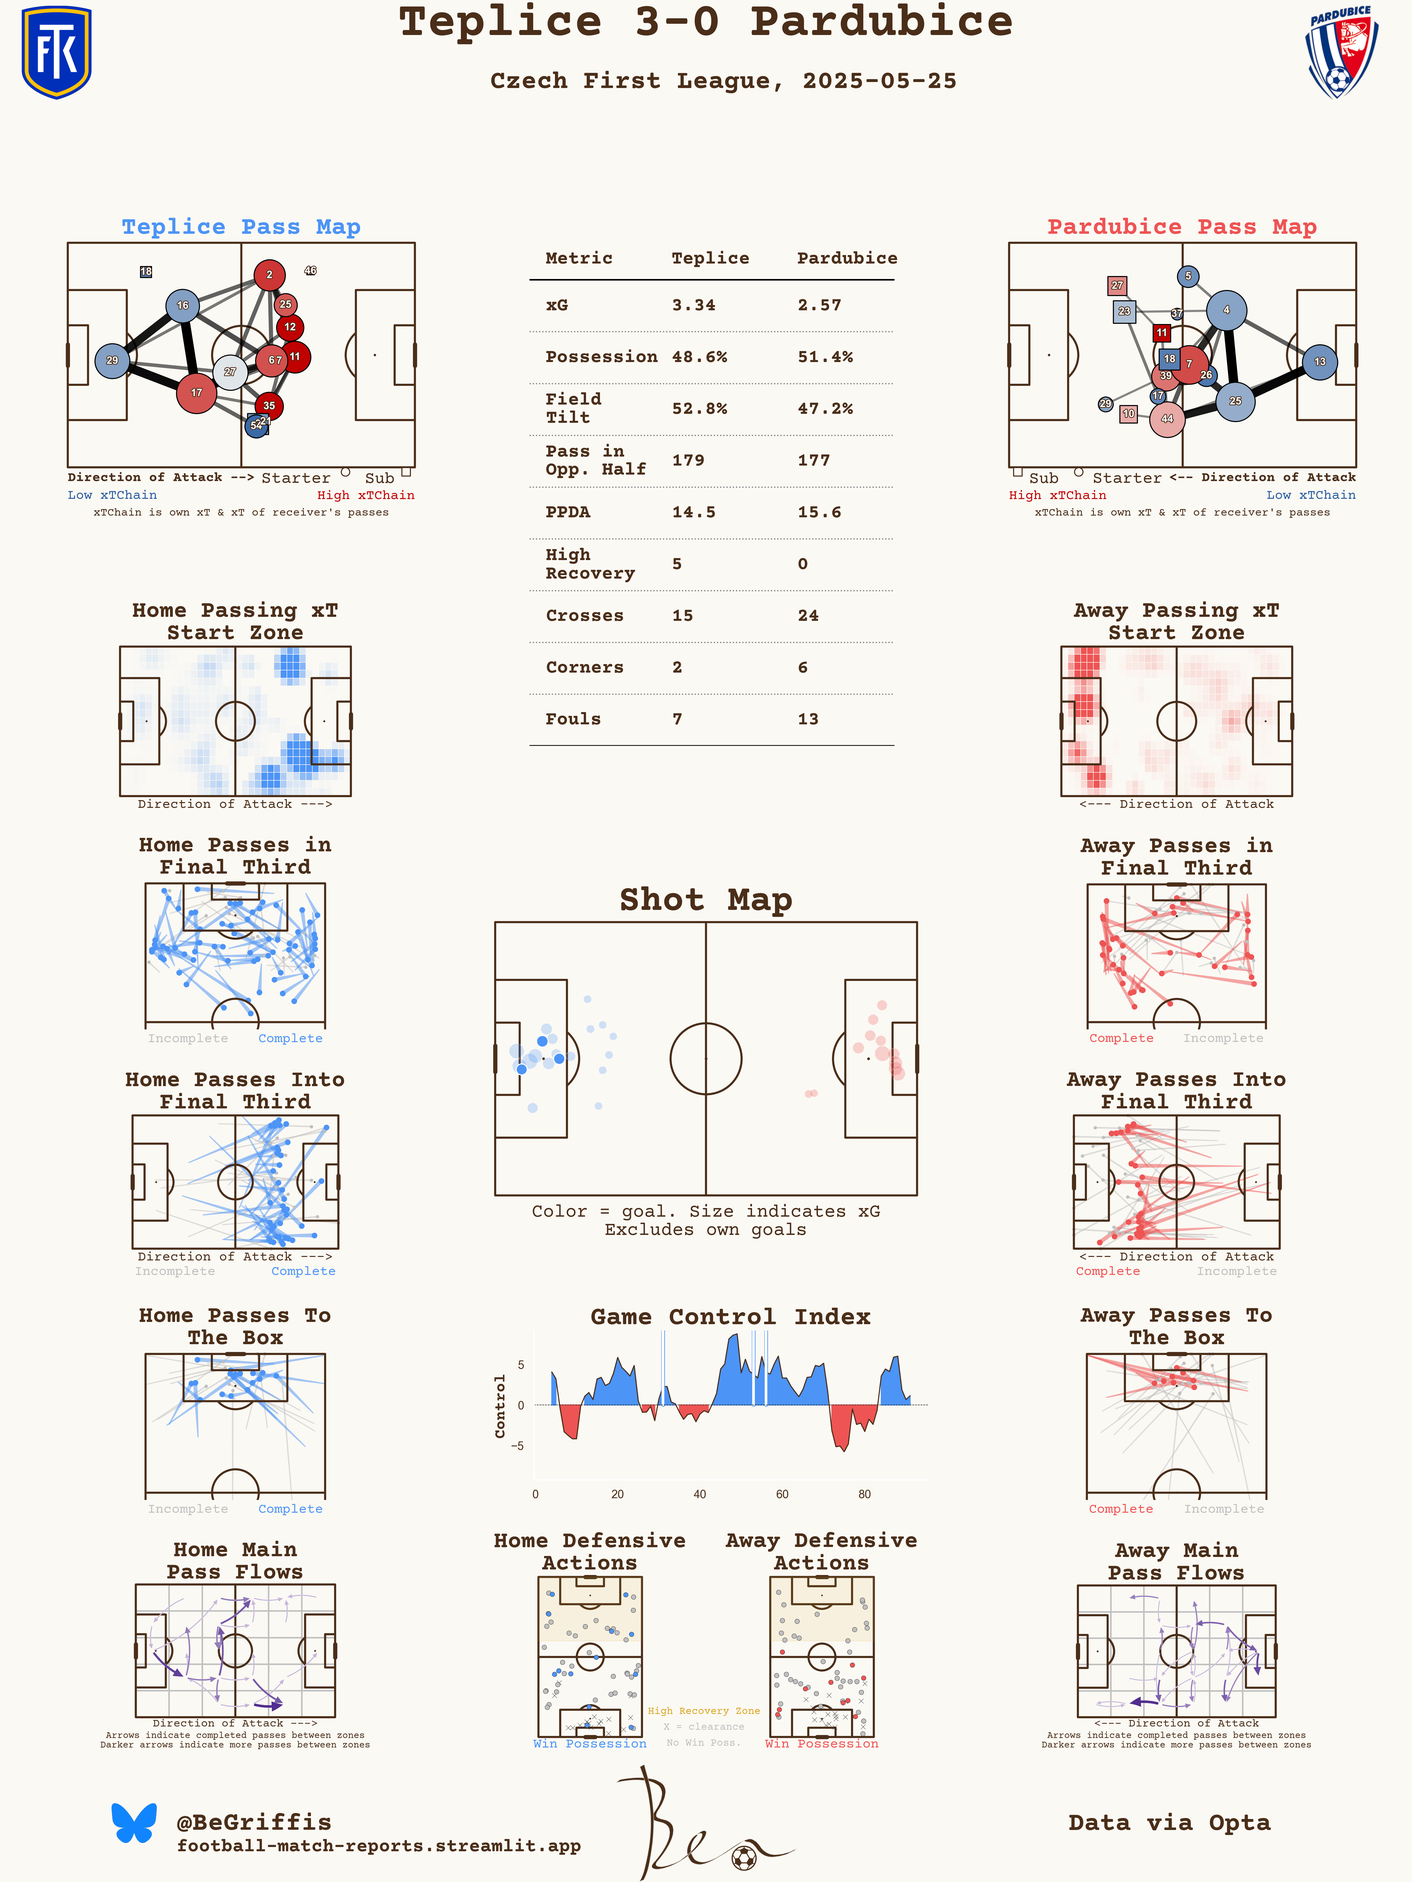 Teplice 3-0 Pardubice
Czech First League, 2025-05-25
FTK
PARDUBICE
Teplice Pass Map
18
2
46
16
25
12
29
27
67
11
17
35
54
Direction of Attack --> Starter Sub
Low xTChain High xTChain
xTChain is own xT & xT of receiver's passes
Metric Teplice Pardubice
xG 3.34 2.57
Possession 48.6% 51.4%
Field
Tilt 52.8% 47.2%
Pass in
Opp. Half 179 177
PPDA 14.5 15.6
High
Recovery 5 0
Crosses 15 24
Corners 2 6
Fouls 7 13
Pardubice Pass Map
5
27
23
37
4
11
18
7
13
39
26
17
29
25
10
44
Sub Starter <-- Direction of Attack
High xTChain Low xTChain
xTChain is own xT & xT of receiver's passes
Home Passing xT
Start Zone
Direction of Attack --->
Away Passing xT
Start Zone
<--- Direction of Attack
Home Passes in
Final Third
Incomplete Complete
Away Passes in
Final Third
Complete Incomplete
Shot Map
Color = goal. Size indicates xG
Excludes own goals
Home Passes Into
Final Third
Direction of Attack --->
Incomplete Complete
Away Passes Into
Final Third
<--- Direction of Attack
Complete Incomplete
Home Passes To
The Box
Incomplete Complete
Game Control Index
Control
5
0
−5
0 20 40 60 80
Away Passes To
The Box
Complete Incomplete
Home Main
Pass Flows
Direction of Attack --->
Arrows indicate completed passes between zones
Darker arrows indicate more passes between zones
Home Defensive
Actions
Win Possession
High Recovery Zone
X = clearance
No Win Poss.
Away Defensive
Actions
Win Possession
Away Main
Pass Flows
<--- Direction of Attack
Arrows indicate completed passes between zones
Darker arrows indicate more passes between zones
@BeGriffis
football-match-reports.streamlit.app
Ben
Data via Opta